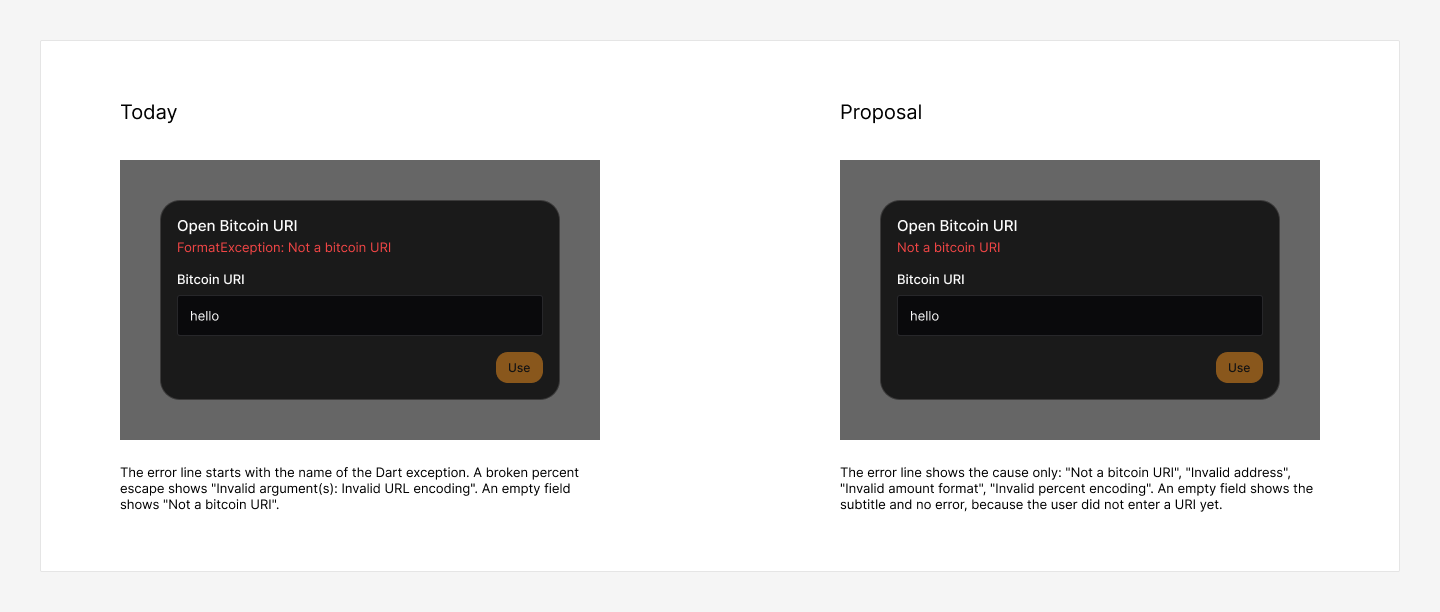 Today
FormatException: Not a bitcoin URI
Open Bitcoin URI
Bitcoin URI
hello
Use
The error line starts with the name of the Dart exception. A broken percent
escape shows "Invalid argument(s): Invalid URL encoding". An empty field
shows "Not a bitcoin URI".
Proposal
Open Bitcoin URI
Not a bitcoin URI
Bitcoin URI
hello
Use
The error line shows the cause only: "Not a bitcoin URI", "Invalid address",
"Invalid amount format", "Invalid percent encoding". An empty field shows the
subtitle and no error, because the user did not enter a URI yet.